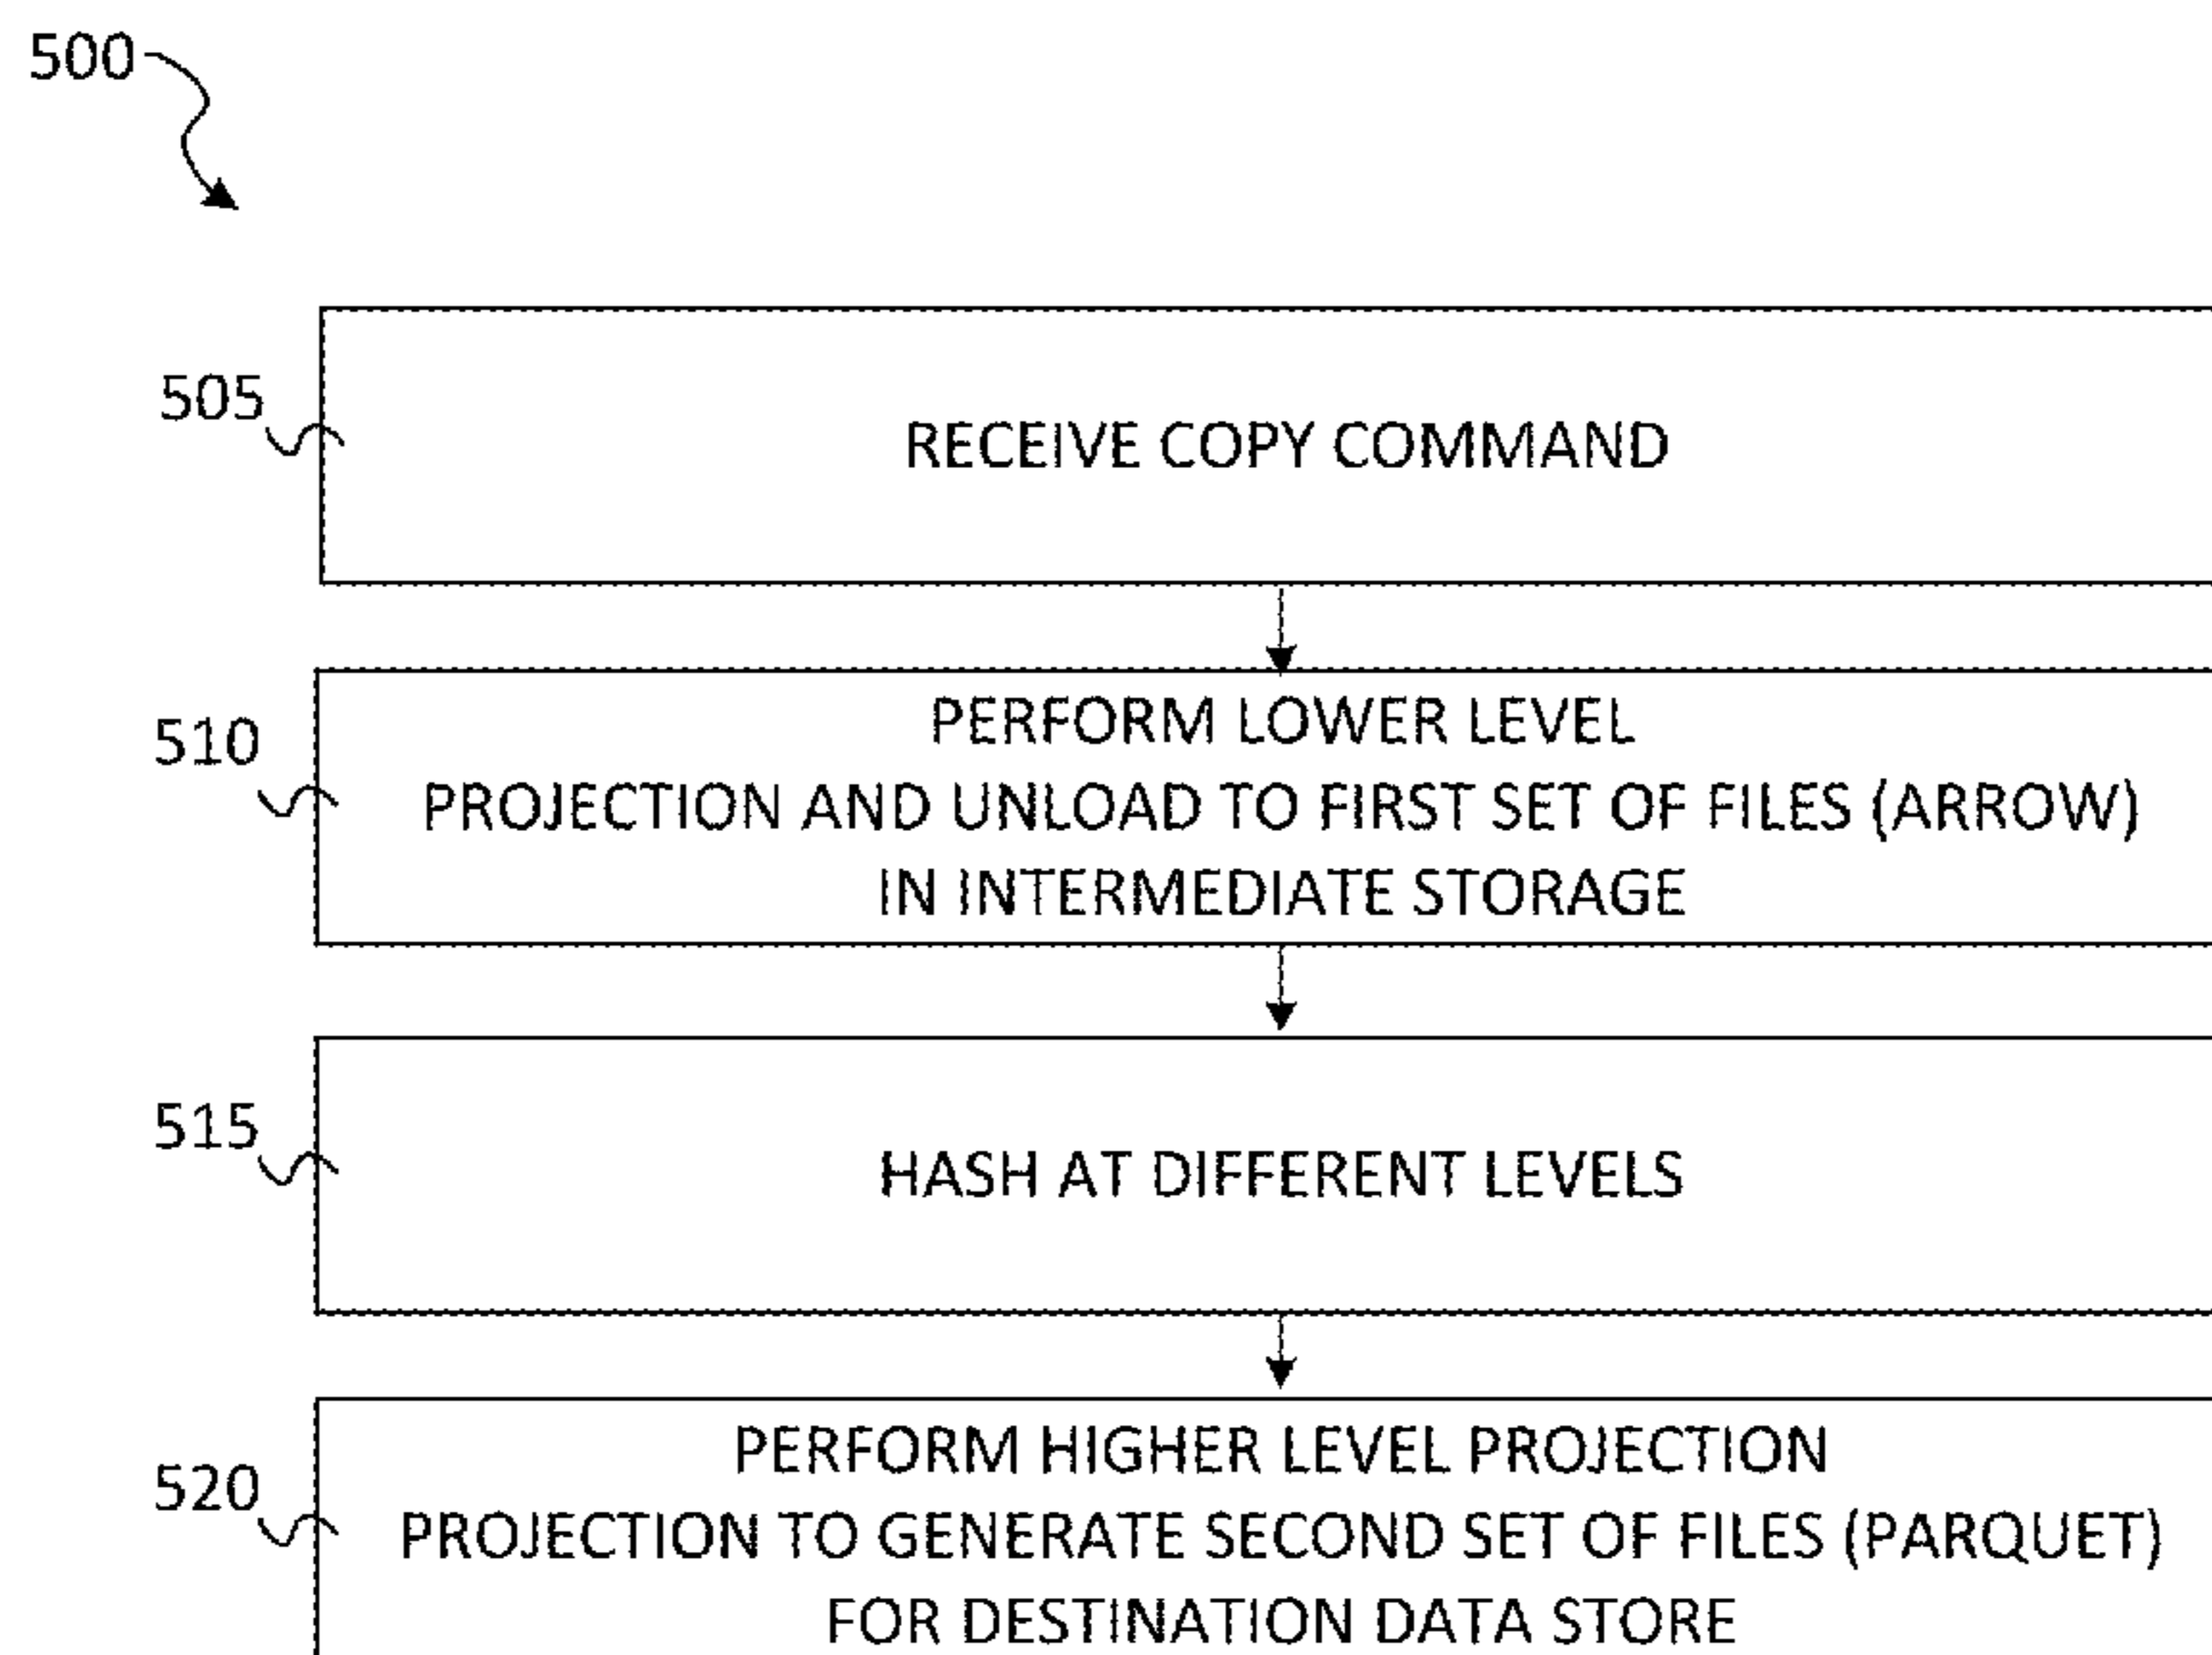 500
505
RECEIVE COPY COMMAND
510
PERFORM LOWER LEVEL
PROJECTION AND UNLOAD TO FIRST SET OF FILES (ARROW)
IN INTERMEDIATE STORAGE
515
HASH AT DIFFERENT LEVELS
520
PERFORM HIGHER LEVEL PROJECTION
PROJECTION TO GENERATE SECOND SET OF FILES (PARQUET)
FOR DESTINATION DATA STORE